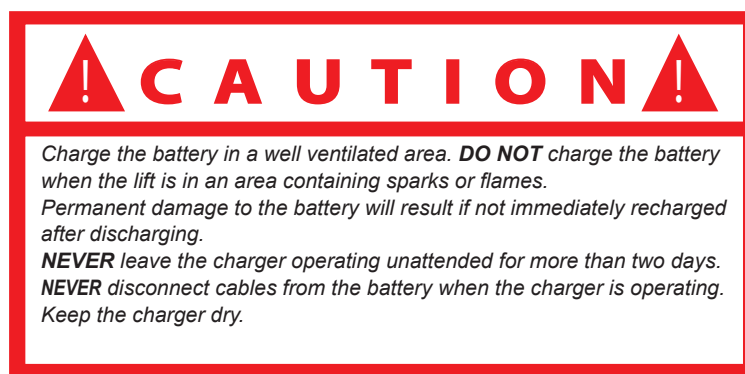 ! CAUTION !
Charge the battery in a well ventilated area. DO NOT charge the battery
when the lift is in an area containing sparks or flames.
Permanent damage to the battery will result if not immediately recharged
after discharging.
NEVER leave the charger operating unattended for more than two days.
NEVER disconnect cables from the battery when the charger is operating.
Keep the charger dry.